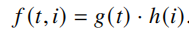 f(t,i) = g(t) · h(i).